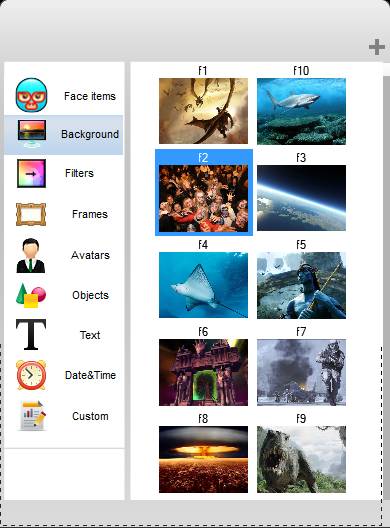 f1 f10
Face items
Background
f2 f3
Filters
Frames
f4 f5
Avatars
Objects
f6 f7
T Text
Date&Time
Custom
f8 f9